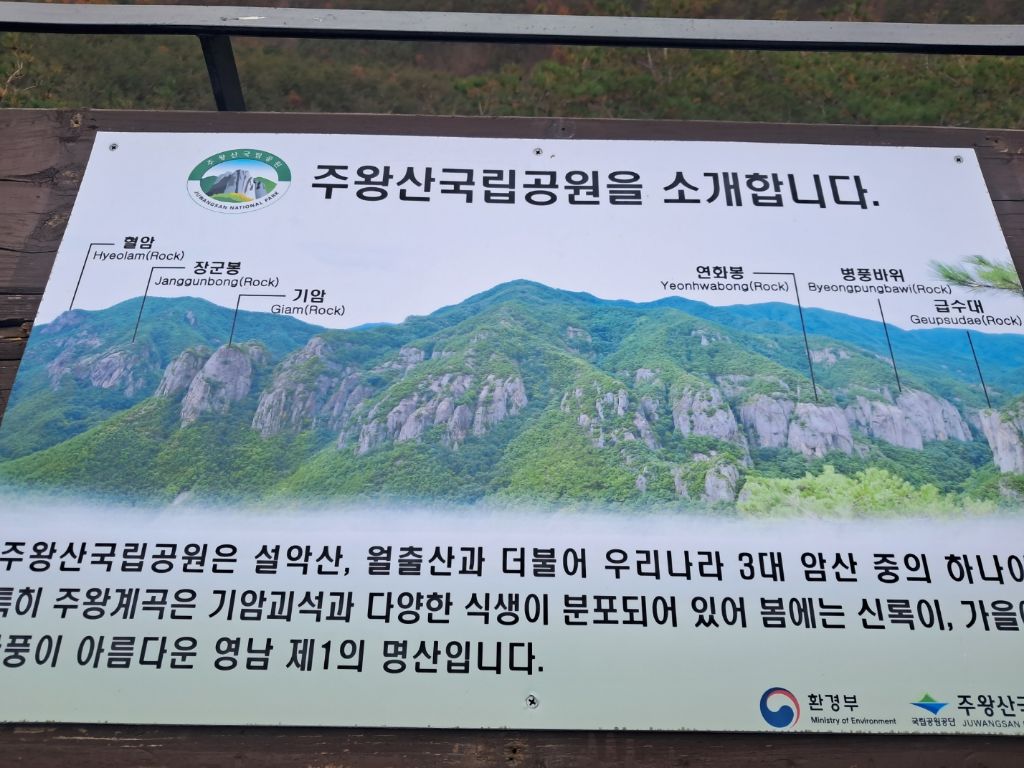 주왕산국립공원
JUWANGSAN NATIONAL PARK
주왕산국립공원을 소개합니다.
혈암
Hyeolam(Rock)
장군봉
Janggunbong(Rock)
기암
Giam(Rock)
연화봉
Yeonhwabong(Rock)
병풍바위
Byeongpungbawi(Rock)
급수대
Geupsudae(Rock)
주왕산국립공원은 설악산, 월출산과 더불어 우리나라 3대 암산 중의 하나
특히 주왕계곡은 기암괴석과 다양한 식생이 분포되어 있어 봄에는 신록이, 가을
풍이 아름다운 영남 제1의 명산입니다.
환경부
Ministry of Environment
국립공원공단
주왕산국
JUWANGSAN